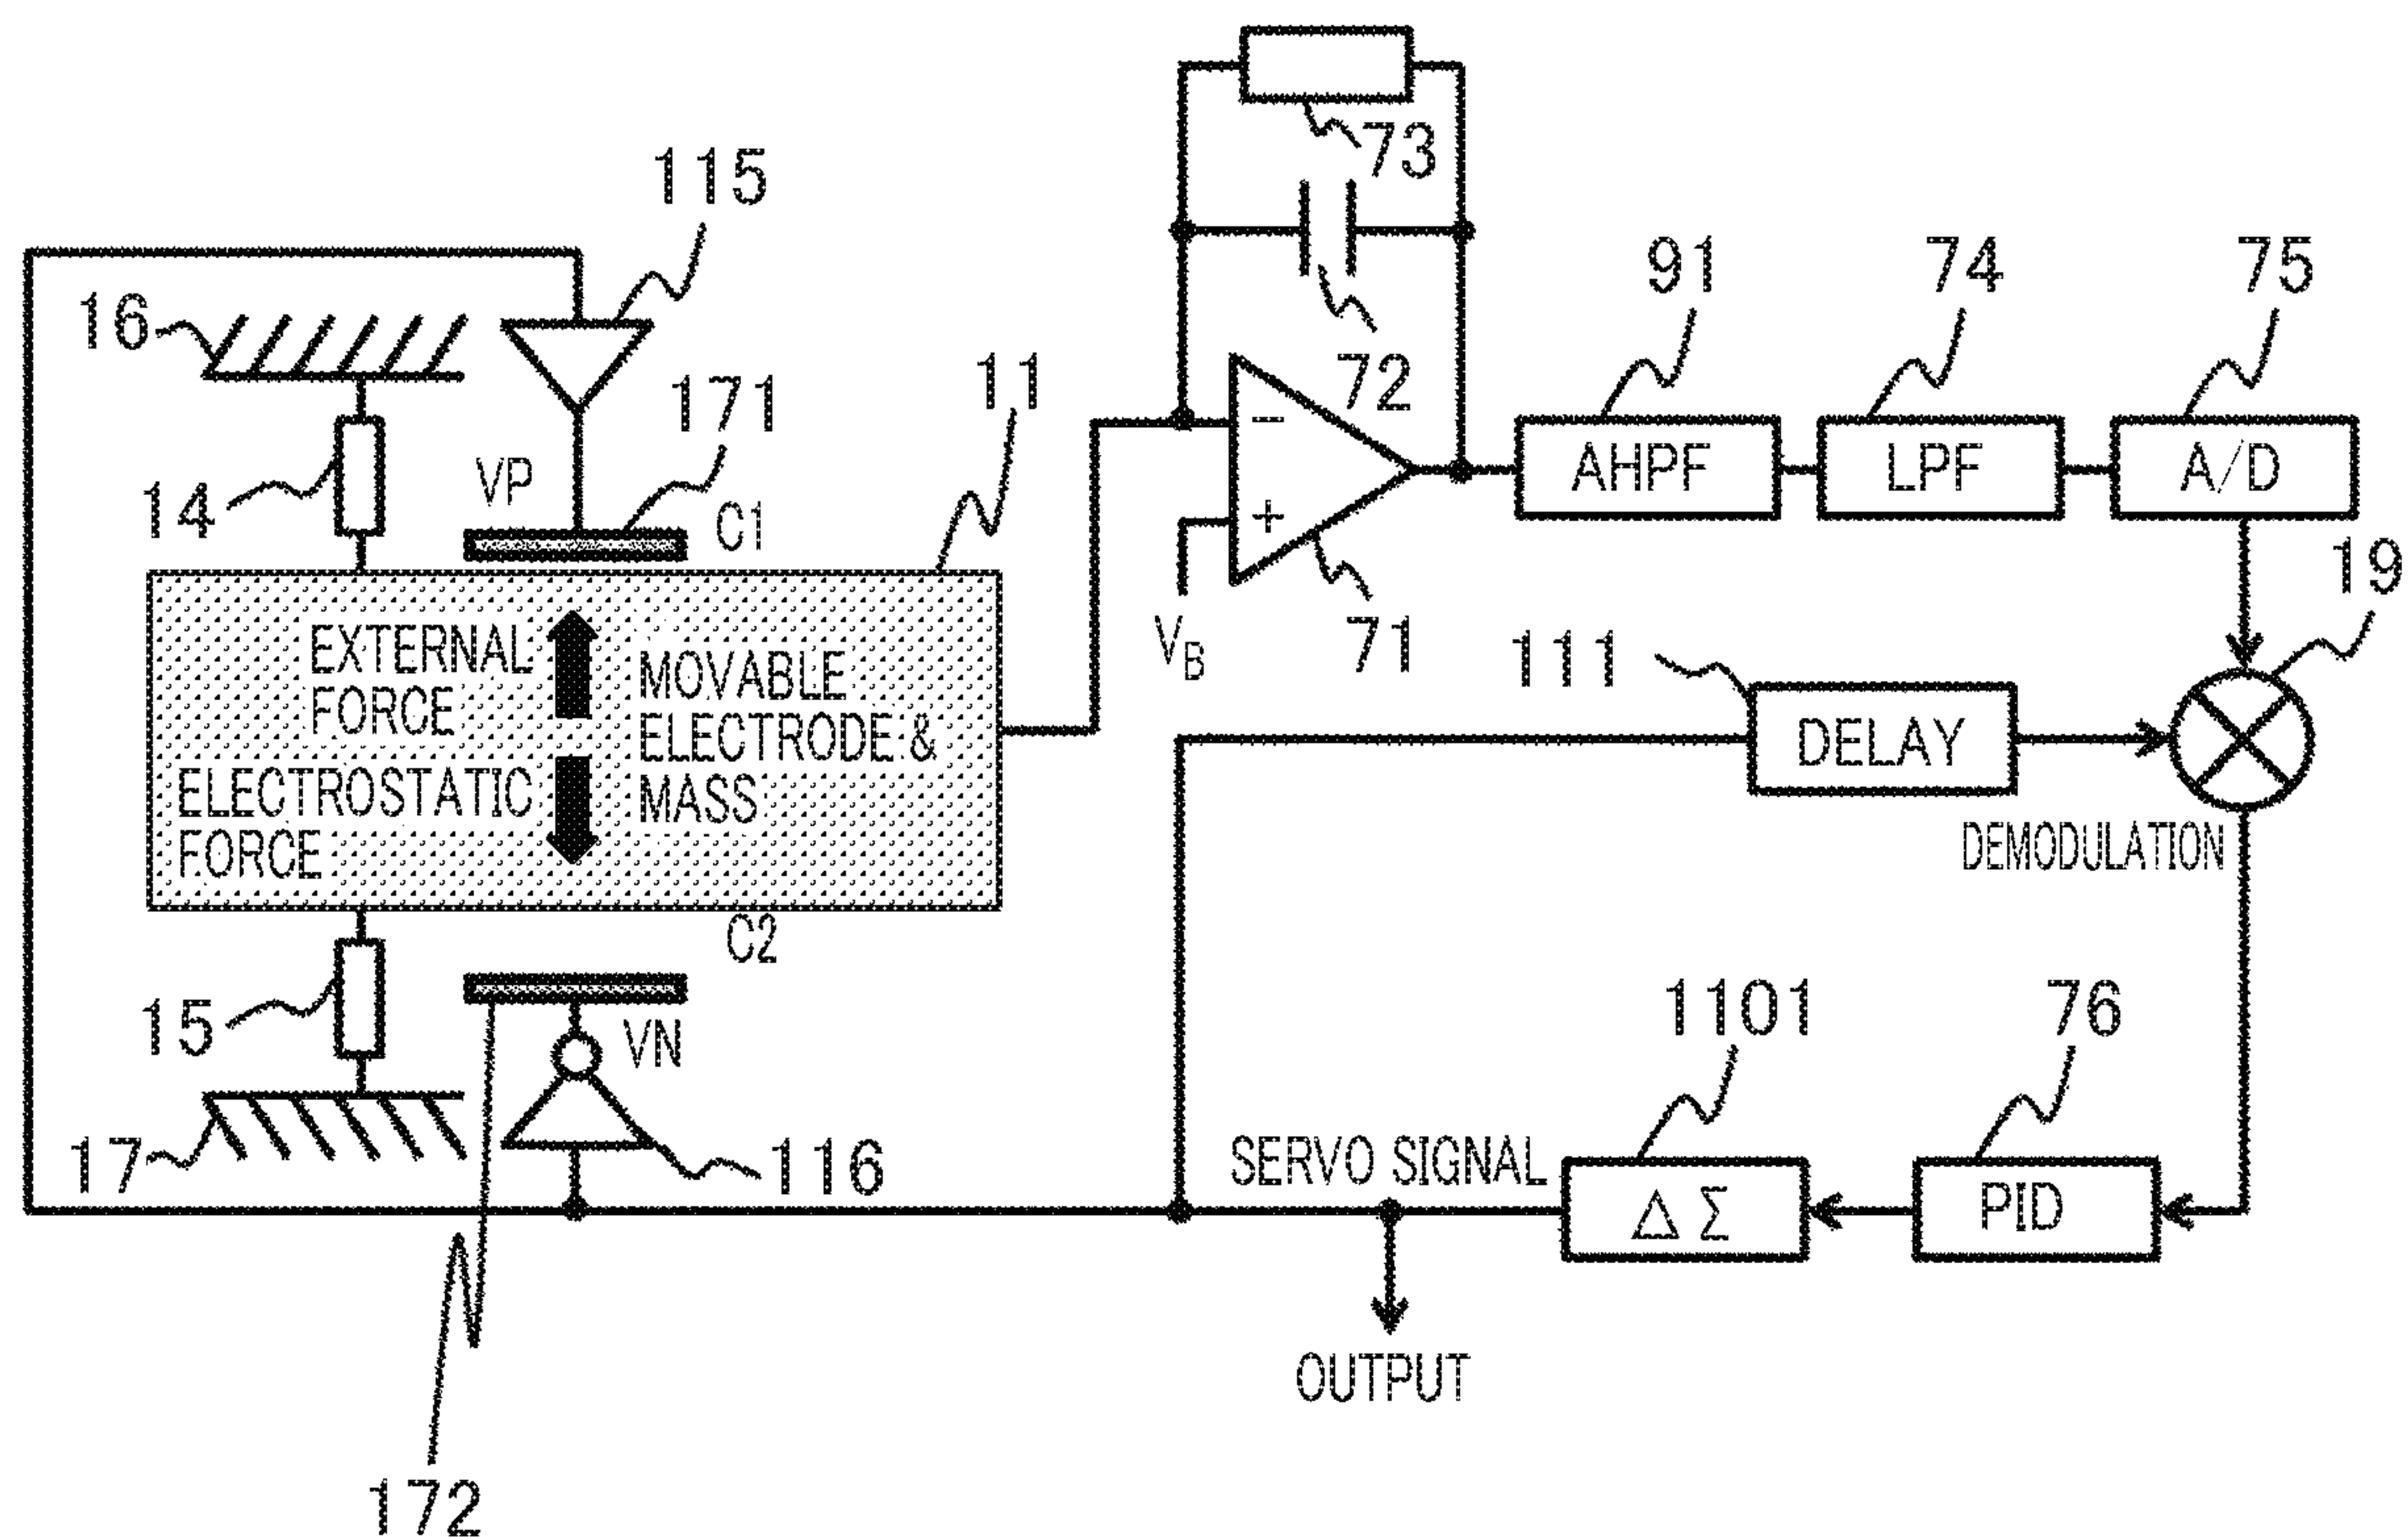 73
115
72
91
74
75
16
171
11
14
VP
C1
-
+
AHPF
LPF
A/D
19
V_B
71
111
EXTERNAL
FORCE
MOVABLE
ELECTRODE &
MASS
ELECTROSTATIC
FORCE
DELAY
DEMODULATION
C2
15
VN
1101
76
17
116
SERVO SIGNAL
Δ Σ
PID
OUTPUT
172